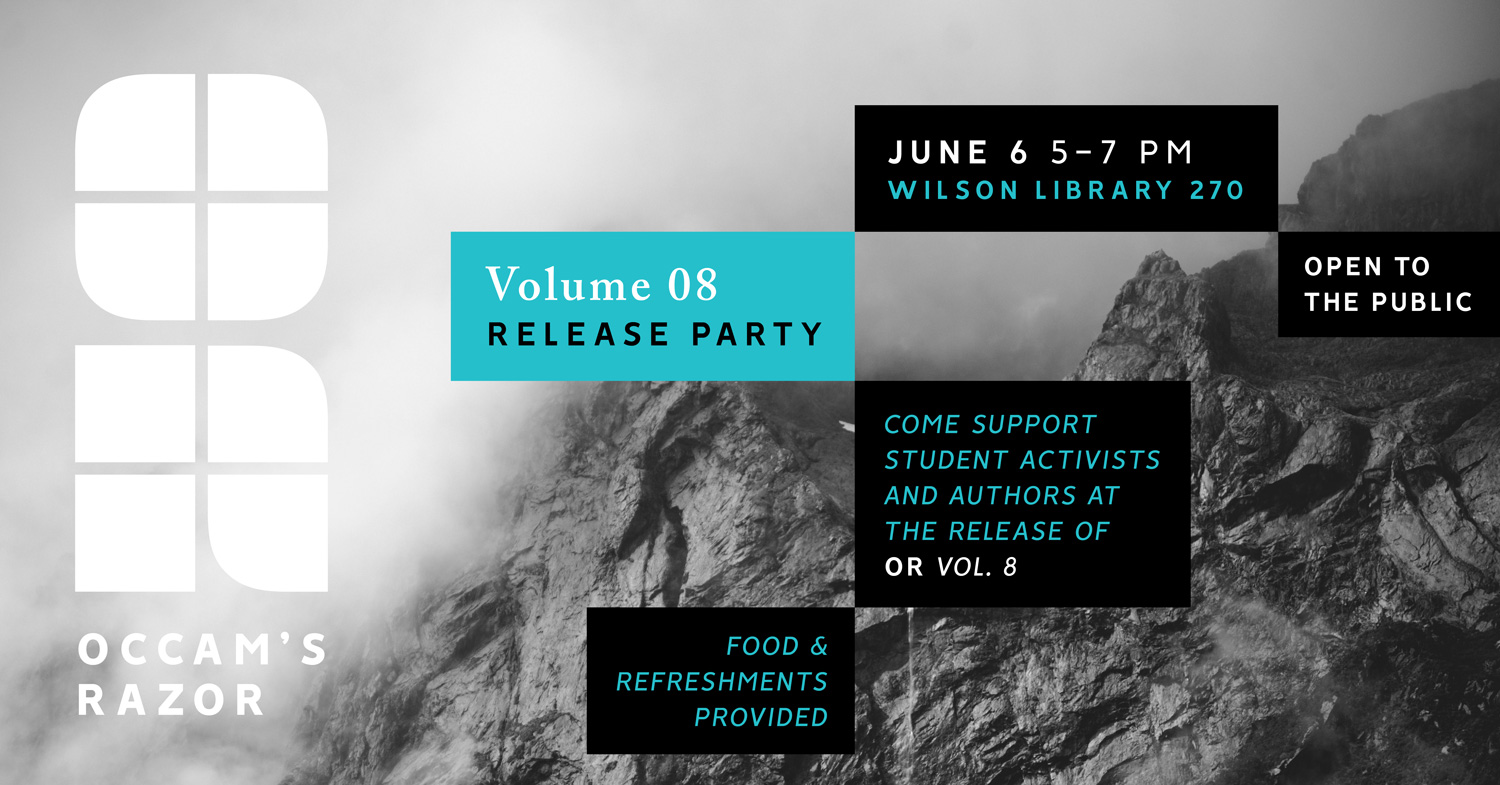 OCCAM'S
RAZOR
JUNE 6 5–7 PM
WILSON LIBRARY 270
Volume 08
RELEASE PARTY
OPEN TO
THE PUBLIC
COME SUPPORT
STUDENT ACTIVISTS
AND AUTHORS AT
THE RELEASE OF
OR VOL. 8
FOOD &
REFRESHMENTS
PROVIDED